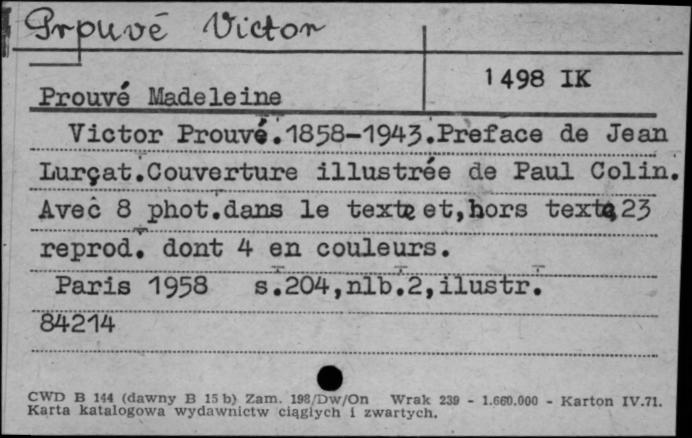 Prpuvé Victor
1498 IK
Prouvé Madeleine
Victor Prouvé.1858-1943.Preface de Jean
Lurçat.Couverture illustrée de Paul Colin.
Avec 8 phot.dans le texte et,hors texte,23
reprod. dont 4 en couleurs.
Paris 1958 s.204,nlb.2,ilustr.
84214
CWD B 144 (dawny B 15 b) Zam. 198/Dw/On Wrak 239 - 1.660.000 - Karton IV.71.
Karta katalogowa wydawnictw ciągłych i zwartych.